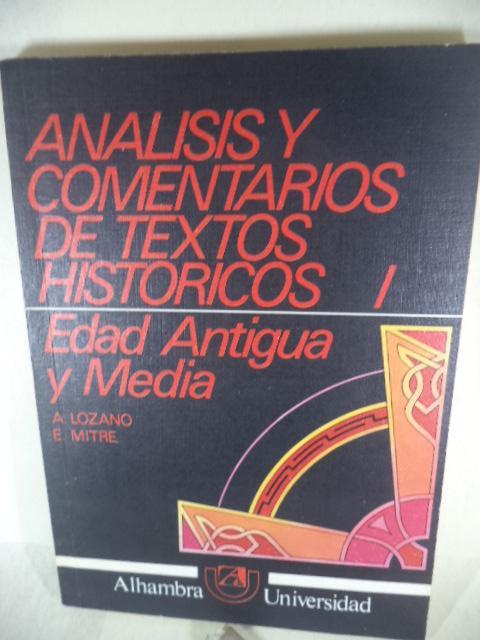 ANALISIS Y
COMENTARIOS
DE TEXTOS
HISTORICOS I
Edad Antigua
y Media
A. LOZANO
E. MITRE
Alhambra A Universidad